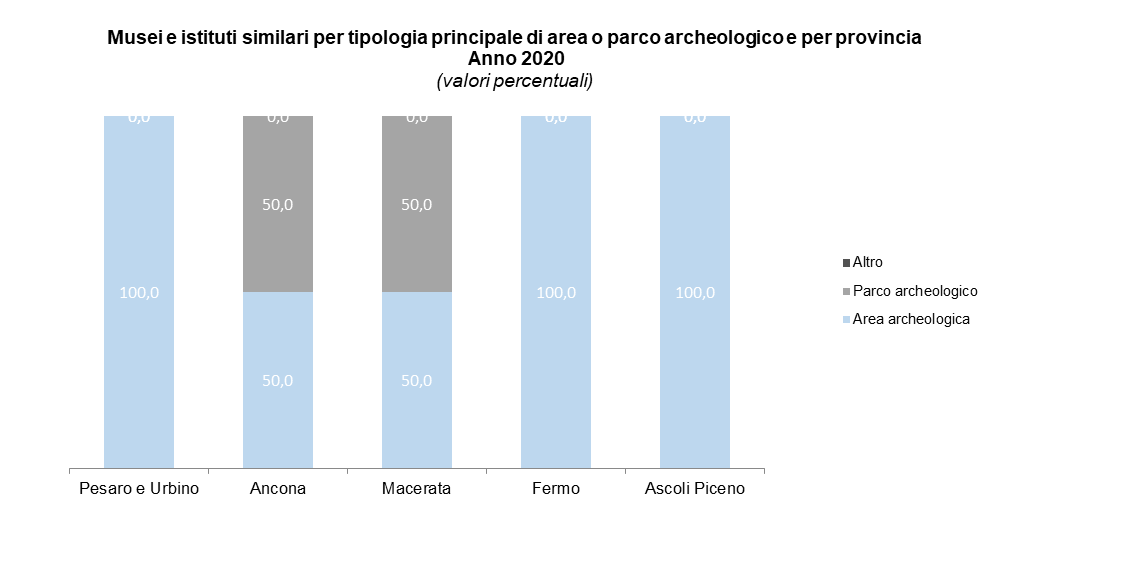 Musei e istituti similari per tipologia principale di area o parco archeologico e per provincia
Anno 2020
(valori percentuali)
0,0 0,0 0,0 0,0 0,0
50,0 50,0
100,0 100,0 100,0
50,0 50,0
Altro
Parco archeologico
Area archeologica
Pesaro e Urbino Ancona Macerata Fermo Ascoli Piceno